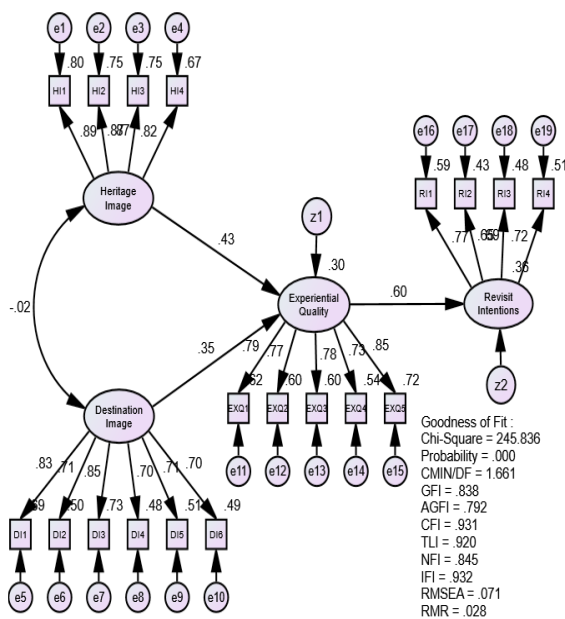 e1 e2 e3 e4
.80 .75 .75 .67
HI1 HI2 HI3 HI4
.89 .87 .82
Heritage
Image
e16 e17 e18 e19
.59 .43 .48 .51
RI1 RI2 RI3 RI4
.77 .72
.36
Revisit
Intentions
z1
.43
.30
-.02
Experiential
Quality
.60
.35
z2
.79 .77 .78 .73 .85
.62 .60 .60 .54 .72
EXQ1 EXQ2 EXQ3 EXQ4 EXQ5
e11 e12 e13 e14 e15
Destination
Image
.83 .71 .85 .70 .71 .70
.69 .50 .73 .48 .51 .49
DI1 DI2 DI3 DI4 DI5 DI6
e5 e6 e7 e8 e9 e10
Goodness of Fit :
Chi-Square = 245.836
Probability = .000
CMIN/DF = 1.661
GFI = .838
AGFI = .792
CFI = .931
TLI = .920
NFI = .845
IFI = .932
RMSEA = .071
RMR = .028